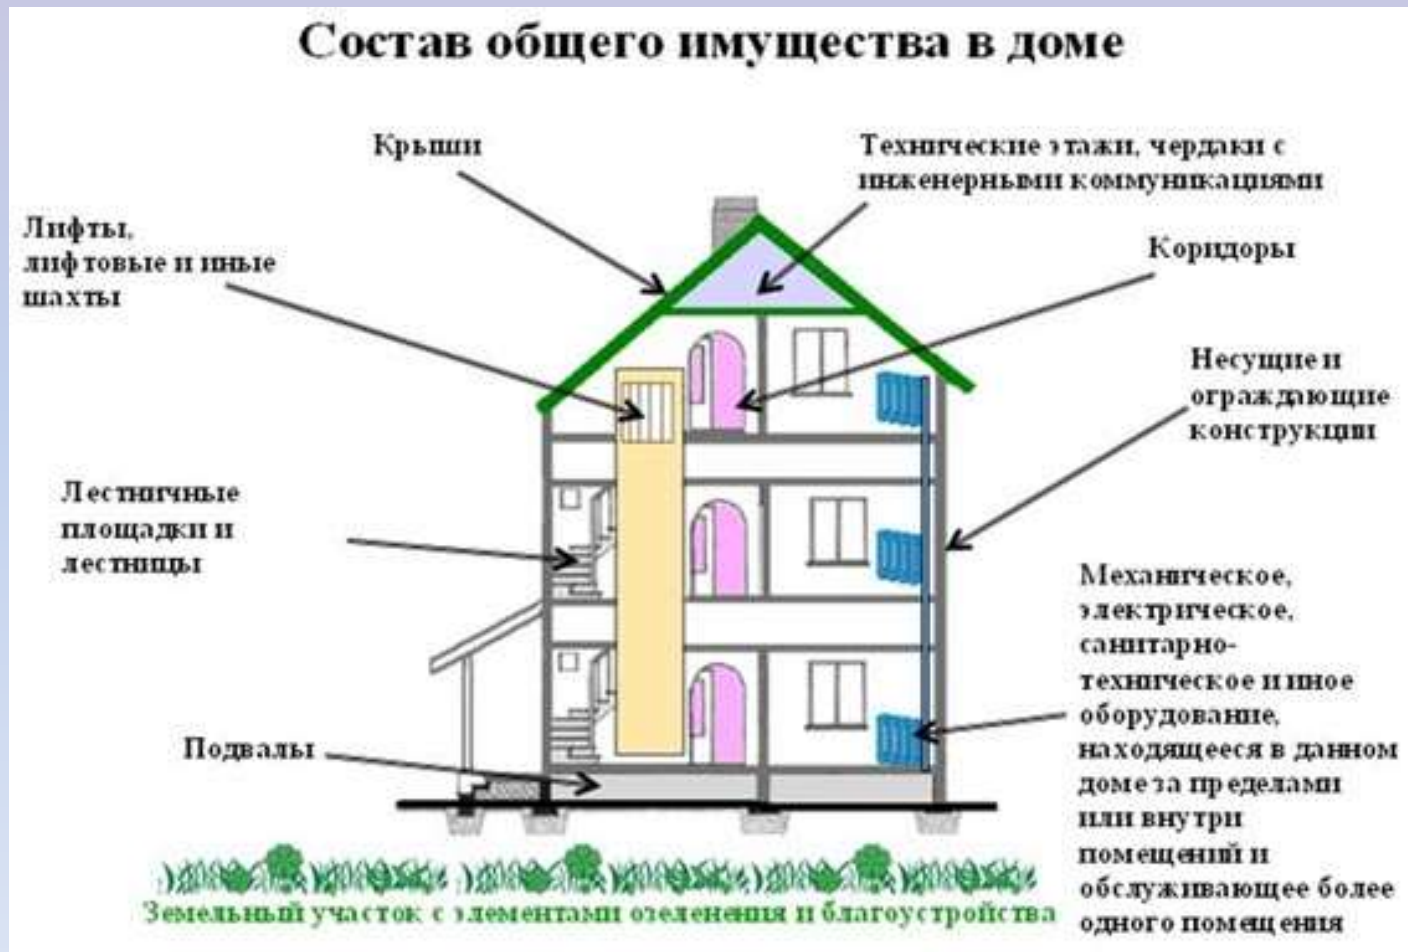 Состав общего имущества в доме
Крыши
Технические этажи, чердаки с
инженерными коммуникациями
Лифты,
лифтовые и иные
шахты
Коридоры
Несущие и
ограждающие
конструкции
Лестничные
площадки и
лестницы
Механическое,
электрическое,
санитарно-
техническое и иное
оборудование,
находящееся в данном
доме за пределами
или внутри
помещений и
обслуживающее более
одного помещения
Подвалы
Земельный участок с элементами озеленения и благоустройства